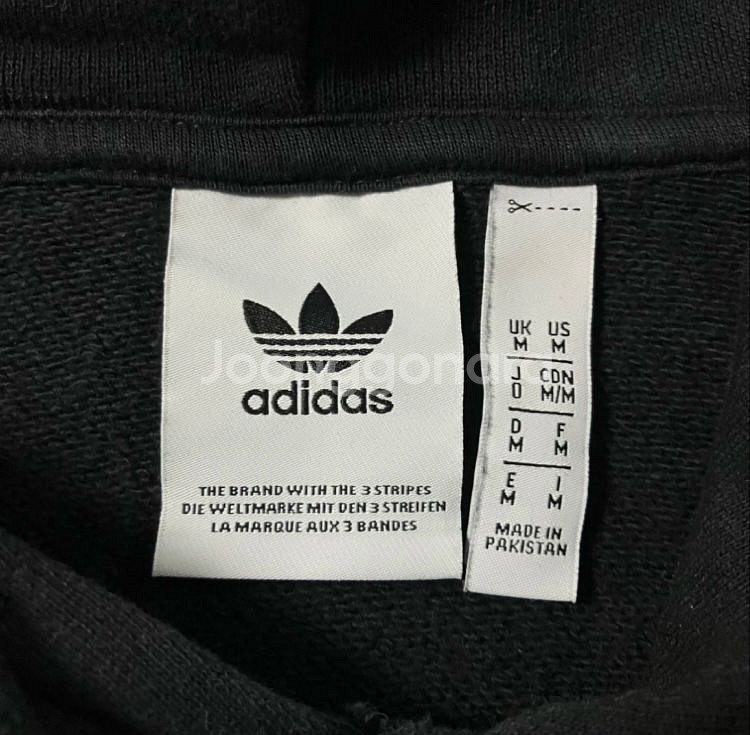 adidas
THE BRAND WITH THE 3 STRIPES
DIE WELTMARKE MIT DEN 3 STREIFEN
LA MARQUE AUX 3 BANDES
UK US
M M
J CDN
O M/M
D F
M M
E I
M M
MADE IN
PAKISTAN